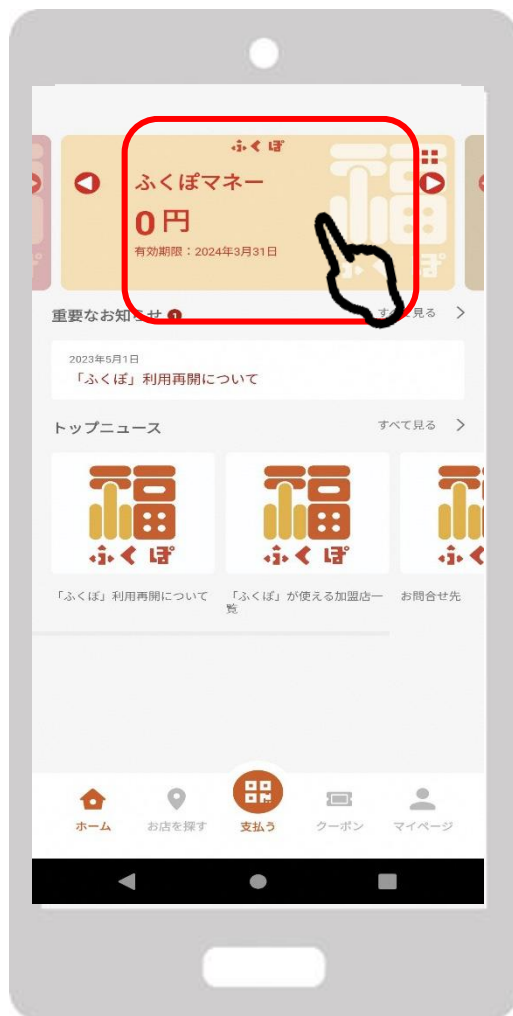 ふくぽ
ふくぽマネー
0円
有効期限：2024年3月31日
重要なお知らせ 1
すべて見る
2023年5月1日
「ふくぽ」利用再開について
トップニュース
すべて見る
福
ふくぽ
福
ふくぽ
「ふくぽ」利用再開について
「ふくぽ」が使える加盟店一
覧
お問合せ先
ホーム
お店を探す
支払う
クーポン
マイページ